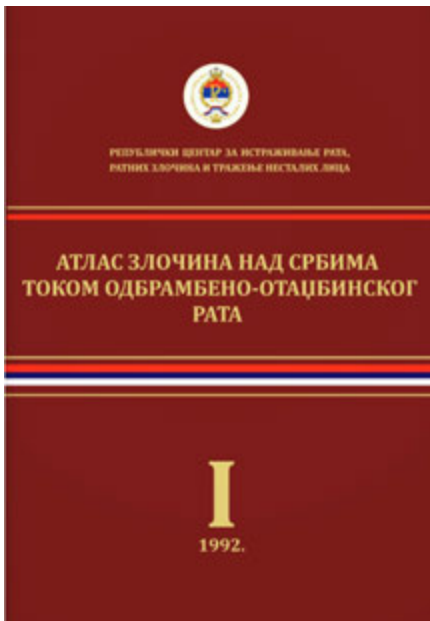 РЕПУБЛИЧКИ ЦЕНТАР ЗА ИСТРАЖИВАЊЕ РАТА,
РАТНИХ ЗЛОЧИНА И ТРАЖЕЊЕ НЕСТАЛИХ ЛИЦА
АТЛАС ЗЛОЧИНА НАД СРБИМА
ТОКОМ ОДБРАМБЕНО-ОТАЏБИНСКОГ
РАТА
I
1992.